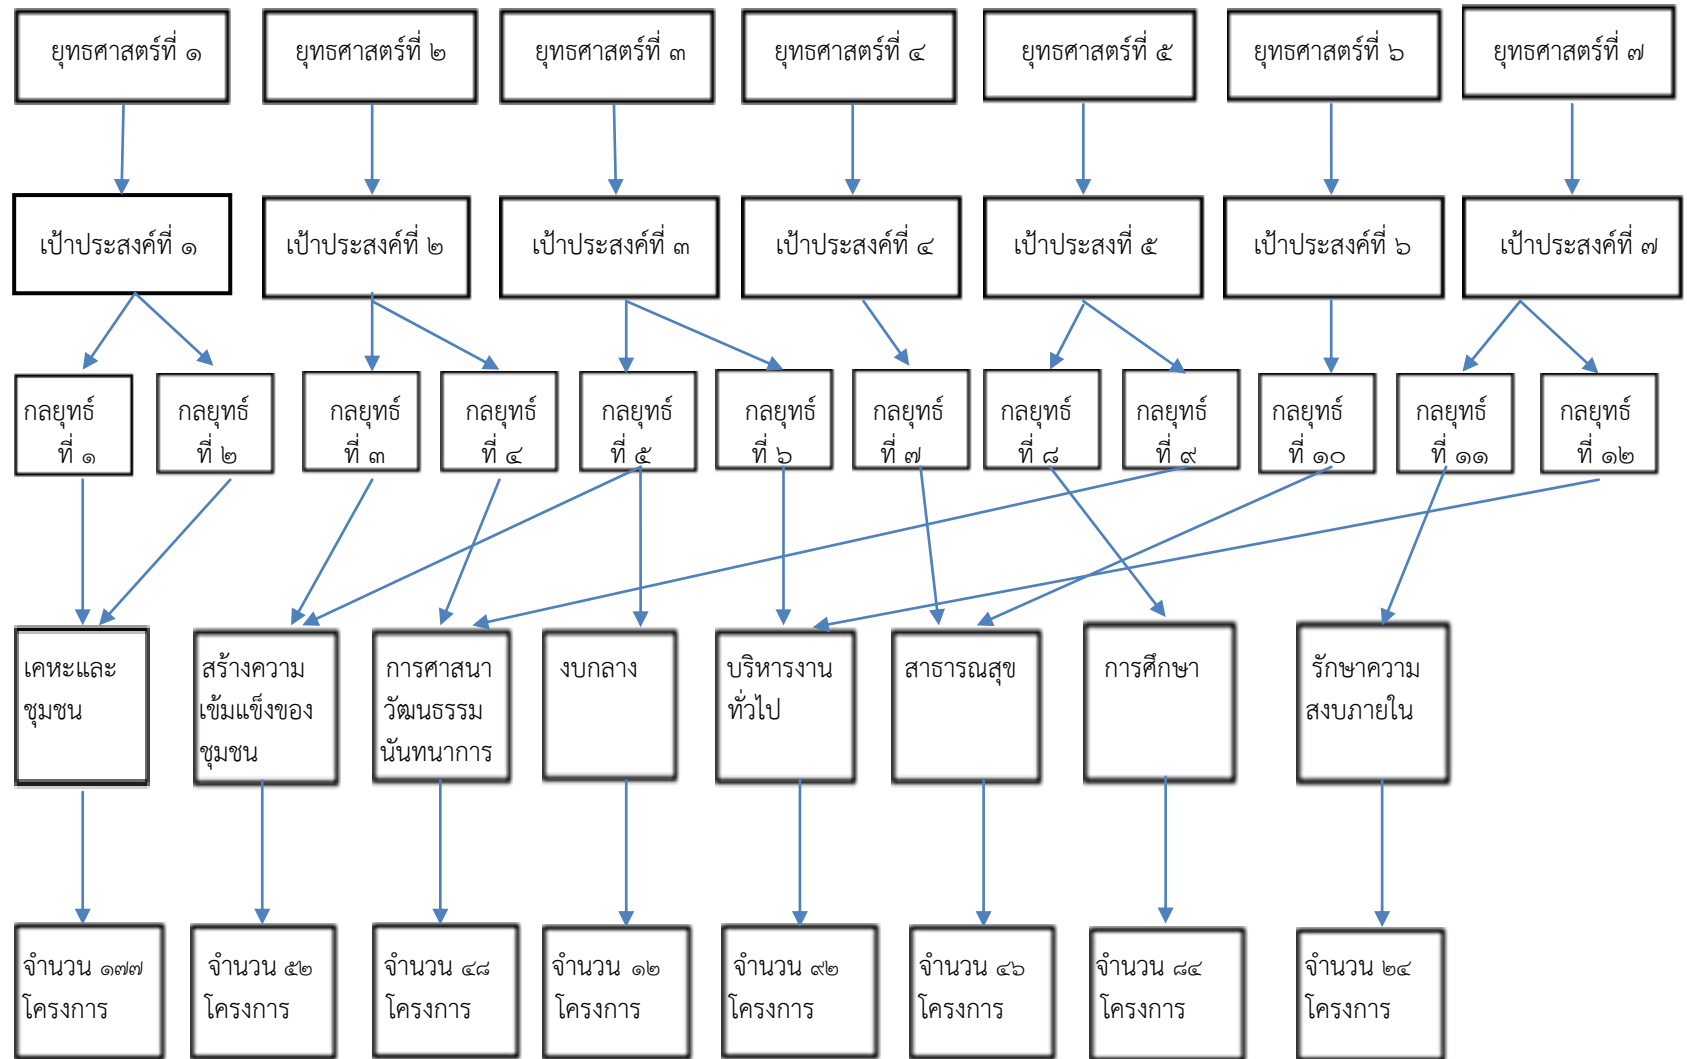 ยุทธศาสตร์ที่ ๑
ยุทธศาสตร์ที่ ๒
ยุทธศาสตร์ที่ ๓
ยุทธศาสตร์ที่ ๔
ยุทธศาสตร์ที่ ๕
ยุทธศาสตร์ที่ ๖
ยุทธศาสตร์ที่ ๗
เป้าประสงค์ที่ ๑
เป้าประสงค์ที่ ๒
เป้าประสงค์ที่ ๓
เป้าประสงค์ที่ ๔
เป้าประสงที่ ๕
เป้าประสงค์ที่ ๖
เป้าประสงค์ที่ ๗
กลยุทธ์
ที่ ๑
กลยุทธ์
ที่ ๒
กลยุทธ์
ที่ ๓
กลยุทธ์
ที่ ๔
กลยุทธ์
ที่ ๕
กลยุทธ์
ที่ ๖
กลยุทธ์
ที่ ๗
กลยุทธ์
ที่ ๘
กลยุทธ์
ที่ ๙
กลยุทธ์
ที่ ๑๐
กลยุทธ์
ที่ ๑๑
กลยุทธ์
ที่ ๑๒
เคหะและ
ชุมชน
สร้างความ
เข้มแข็งของ
ชุมชน
การศาสนา
วัฒนธรรม
นันทนาการ
งบกลาง
บริหารงาน
ทั่วไป
สาธารณสุข
การศึกษา
รักษาความ
สงบภายใน
จำนวน ๑๗๗
โครงการ
จำนวน ๕๒
โครงการ
จำนวน ๔๘
โครงการ
จำนวน ๑๒
โครงการ
จำนวน ๙๒
โครงการ
จำนวน ๔๖
โครงการ
จำนวน ๘๔
โครงการ
จำนวน ๒๔
โครงการ